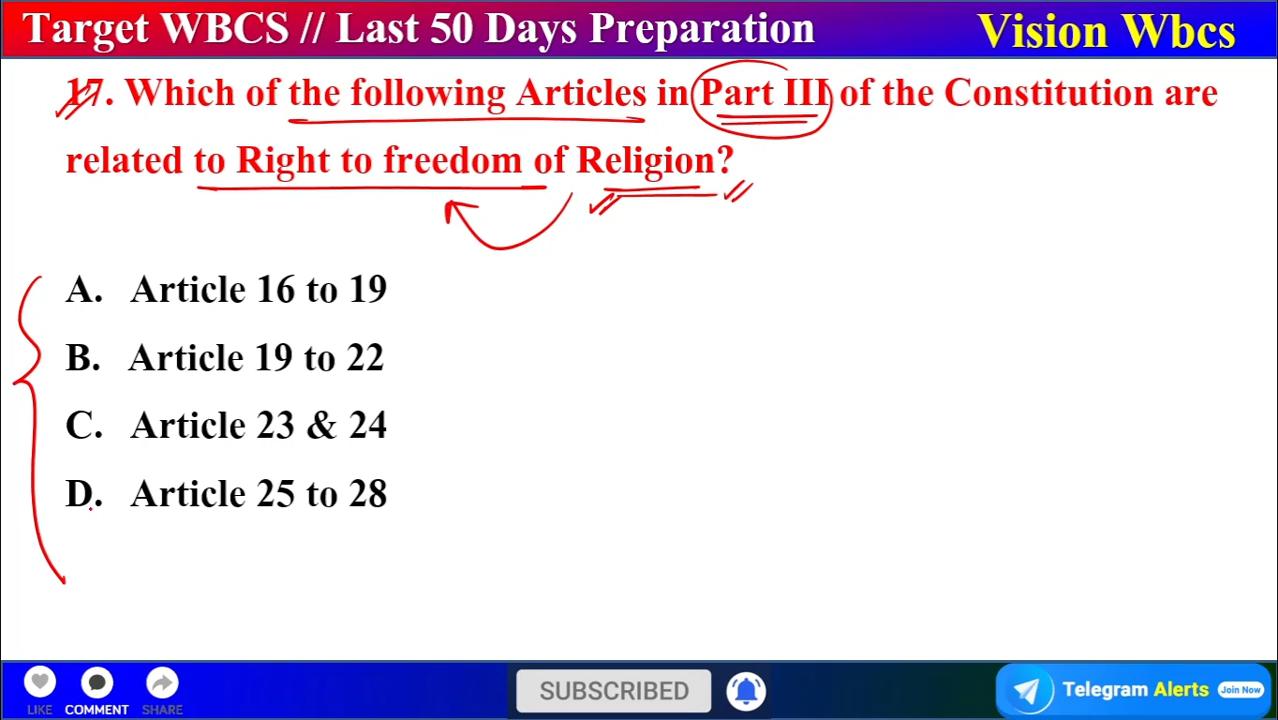 Target WBCS // Last 50 Days Preparation
Vision Wbcs
17. Which of the following Articles in Part III of the Constitution are
related to Right to freedom of Religion?
A. Article 16 to 19
B. Article 19 to 22
C. Article 23 & 24
D. Article 25 to 28
LIKE COMMENT SHARE
SUBSCRIBED
Telegram Alerts Join Now